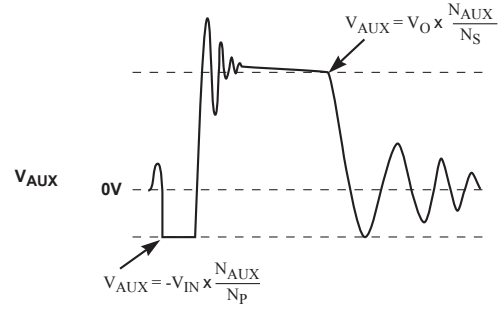 V_AUX = V_O x N_AUX/N_S
V_AUX
0V
V_AUX = -V_IN x N_AUX/N_P